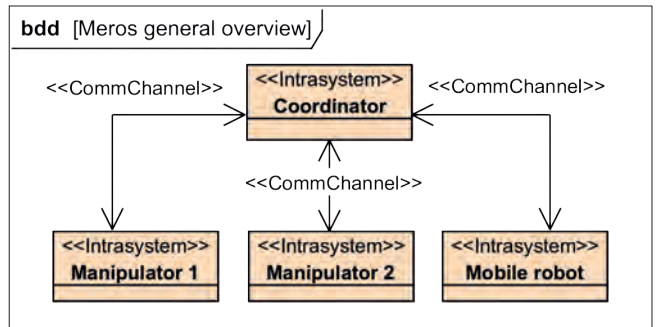 bdd [Meros general overview]
<<CommChannel>>
<<Intrasystem>>
Coordinator
<<CommChannel>>
<<CommChannel>>
<<Intrasystem>>
Manipulator 1
<<Intrasystem>>
Manipulator 2
<<Intrasystem>>
Mobile robot